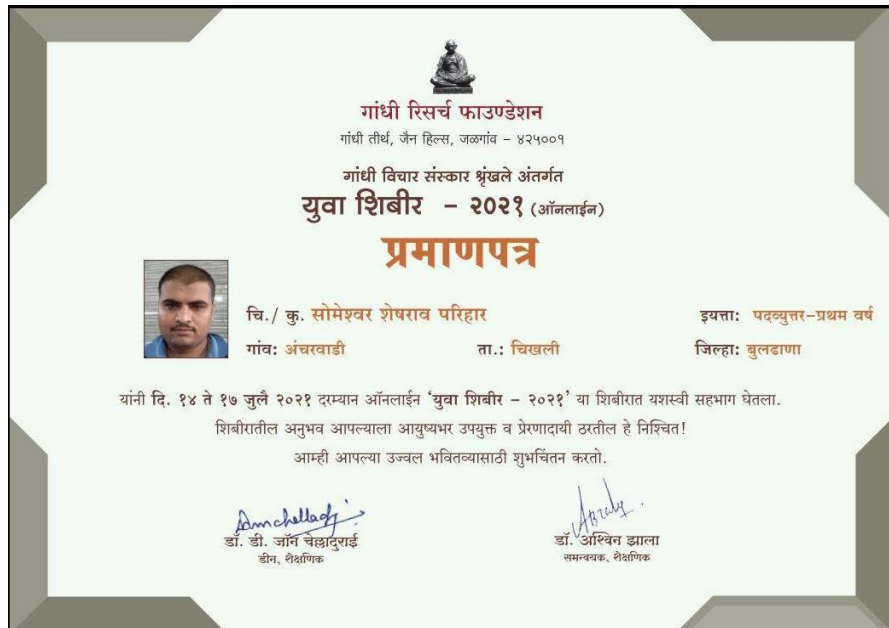 गांधी रिसर्च फाउण्डेशन
गांधी तीर्थ, जैन हिल्स, जळगांव - ४२५००१
गांधी विचार संस्कार श्रृंखले अंतर्गत
युवा शिबीर - २०२१ (ऑनलाईन)
प्रमाणपत्र
चि./ कु. सोमेश्वर शेषराव परिहार इयत्ता: पदव्युत्तर-प्रथम वर्ष
गांव: अंचरवाडी ता.: चिखली जिल्हा: बुलढाणा
यांनी दि. १४ ते १७ जुलै २०२१ दरम्यान ऑनलाईन 'युवा शिबीर - २०२१' या शिबीरात यशस्वी सहभाग घेतला.
शिबीरातील अनुभव आपल्याला आयुष्यभर उपयुक्त व प्रेरणादायी ठरतील हे निश्चित!
आम्ही आपल्या उज्वल भवितव्यासाठी शुभचिंतन करतो.
डॉ. डी. जॉन चेल्लादुराई डॉ. अश्विन झाला
डीन, शैक्षणिक समन्वयक, शैक्षणिक